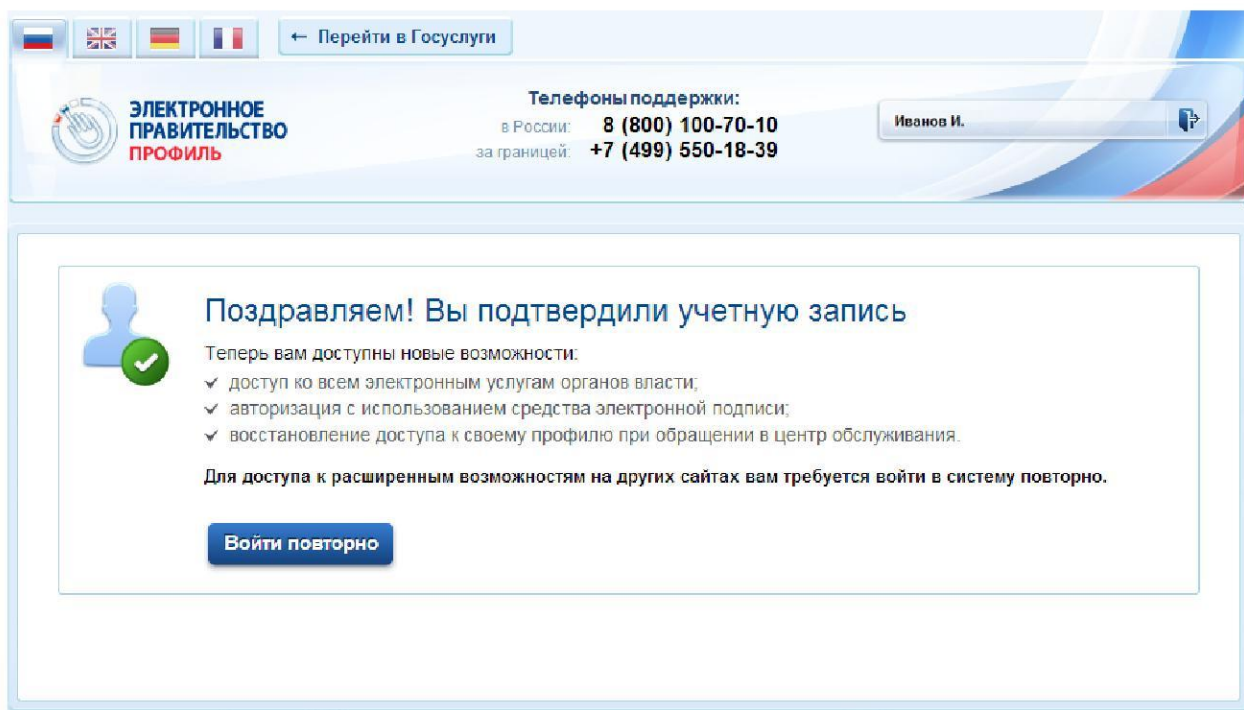 ← Перейти в Госуслуги
ЭЛЕКТРОННОЕ
ПРАВИТЕЛЬСТВО
ПРОФИЛЬ
Телефоны поддержки:
в России: 8 (800) 100-70-10
за границей: +7 (499) 550-18-39
Иванов И.
Поздравляем! Вы подтвердили учетную запись
Теперь вам доступны новые возможности:
доступ ко всем электронным услугам органов власти;
авторизация с использованием средства электронной подписи;
восстановление доступа к своему профилю при обращении в центр обслуживания.
Для доступа к расширенным возможностям на других сайтах вам требуется войти в систему повторно.
Войти повторно